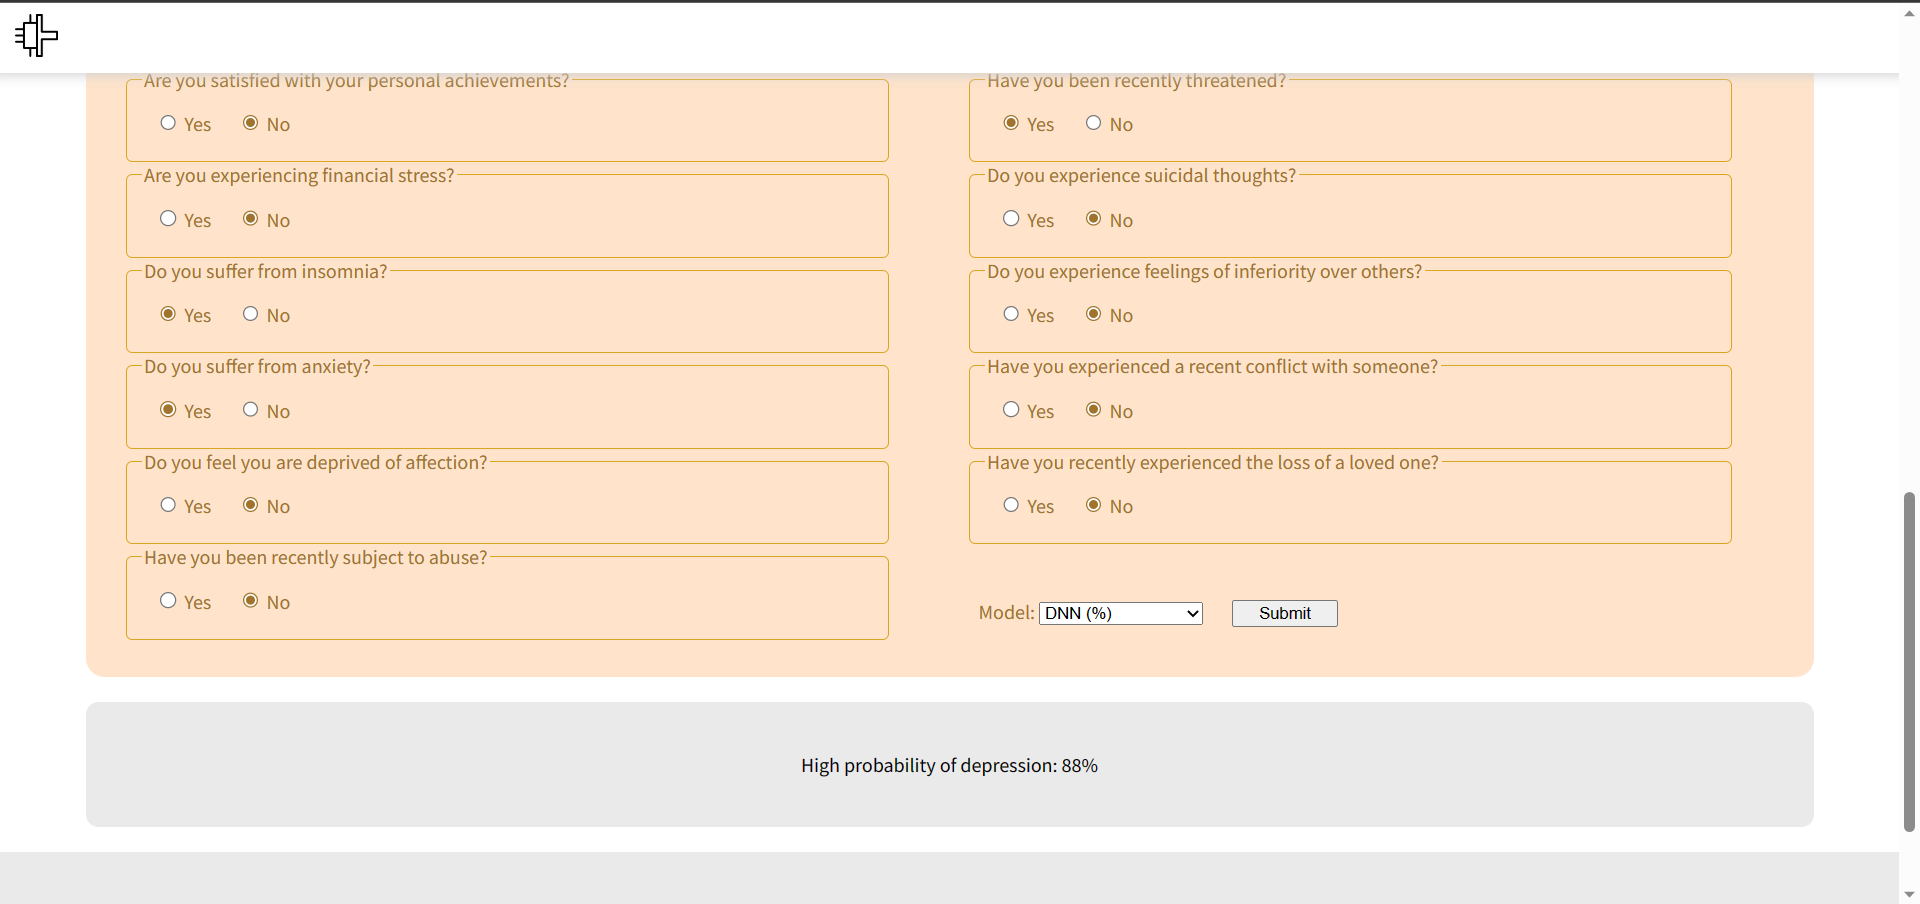 Are you satisfied with your personal achievements?
Yes No
Are you experiencing financial stress?
Yes No
Do you suffer from insomnia?
Yes No
Do you suffer from anxiety?
Yes No
Do you feel you are deprived of affection?
Yes No
Have you been recently subject to abuse?
Yes No
Have you been recently threatened?
Yes No
Do you experience suicidal thoughts?
Yes No
Do you experience feelings of inferiority over others?
Yes No
Have you experienced a recent conflict with someone?
Yes No
Have you recently experienced the loss of a loved one?
Yes No
Model: DNN (%) Submit
High probability of depression: 88%